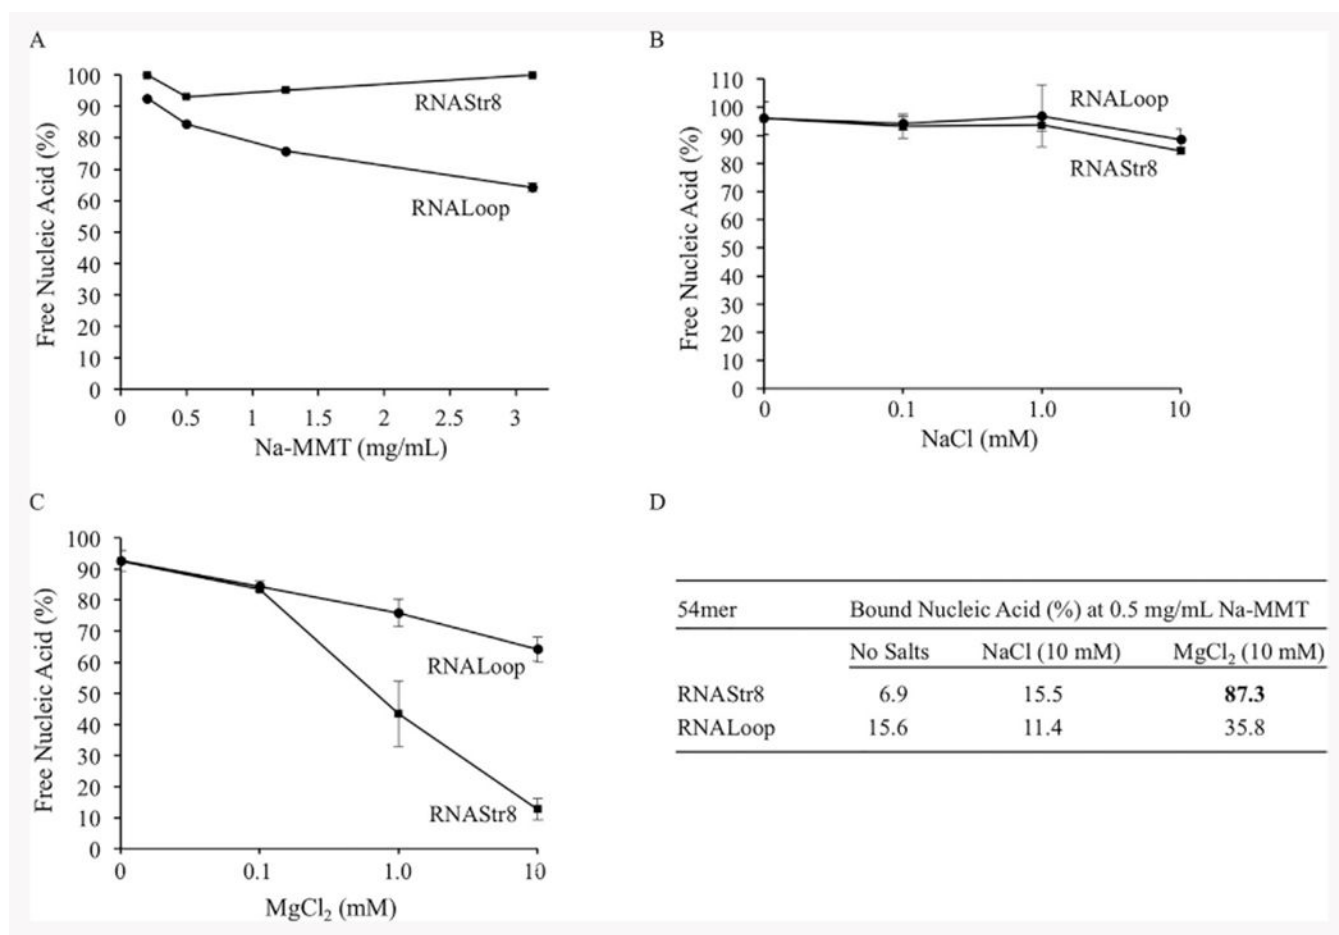 A
100
90
80
70
60
50
40
30
20
10
0
Free Nucleic Acid (%)
RNAStr8
RNALoop
0 0.5 1 1.5 2 2.5 3
Na-MMT (mg/mL)
B
110
100
90
80
70
60
50
40
30
20
10
0
Free Nucleic Acid (%)
RNALoop
RNAStr8
0 0.1 1.0 10
NaCl (mM)
C
100
90
80
70
60
50
40
30
20
10
0
Free Nucleic Acid (%)
RNALoop
RNAStr8
0 0.1 1.0 10
MgCl₂ (mM)
D
54mer Bound Nucleic Acid (%) at 0.5 mg/mL Na-MMT
No Salts NaCl (10 mM) MgCl₂ (10 mM)
RNAStr8 6.9 15.5 87.3
RNALoop 15.6 11.4 35.8